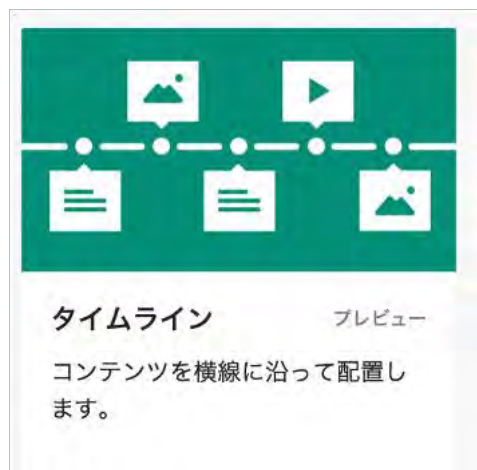 タイムライン
プレビュー
コンテンツを横線に沿って配置し
ます。